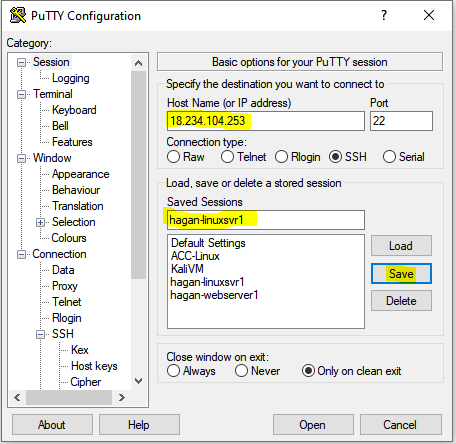 PuTTY Configuration
? ×
Category:
Session
Logging
Terminal
Keyboard
Bell
Features
Window
Appearance
Behaviour
Translation
Selection
Colours
Connection
Data
Proxy
Telnet
Rlogin
SSH
Kex
Host keys
Cipher
Basic options for your PuTTY session
Specify the destination you want to connect to
Host Name (or IP address) Port
18.234.104.253 22
Connection type:
Raw Telnet Rlogin SSH Serial
Load, save or delete a stored session
Saved Sessions
hagan-linuxsvr1
Default Settings
ACC-Linux
KaliVM
hagan-linuxsvr1
hagan-webserver1
Load
Save
Delete
Close window on exit:
Always Never Only on clean exit
About Help Open Cancel